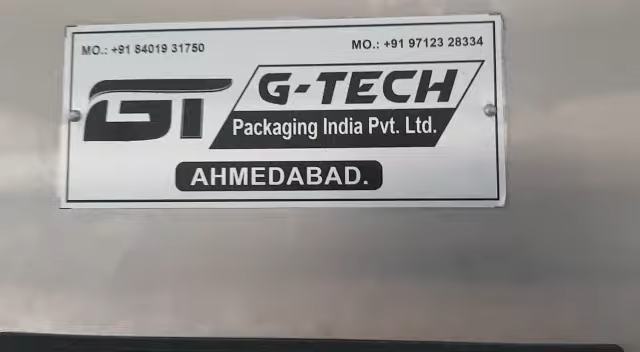 MO.: +91 84019 31750
MO.: +91 97123 28334
GT
G-TECH
Packaging India Pvt. Ltd.
AHMEDABAD.